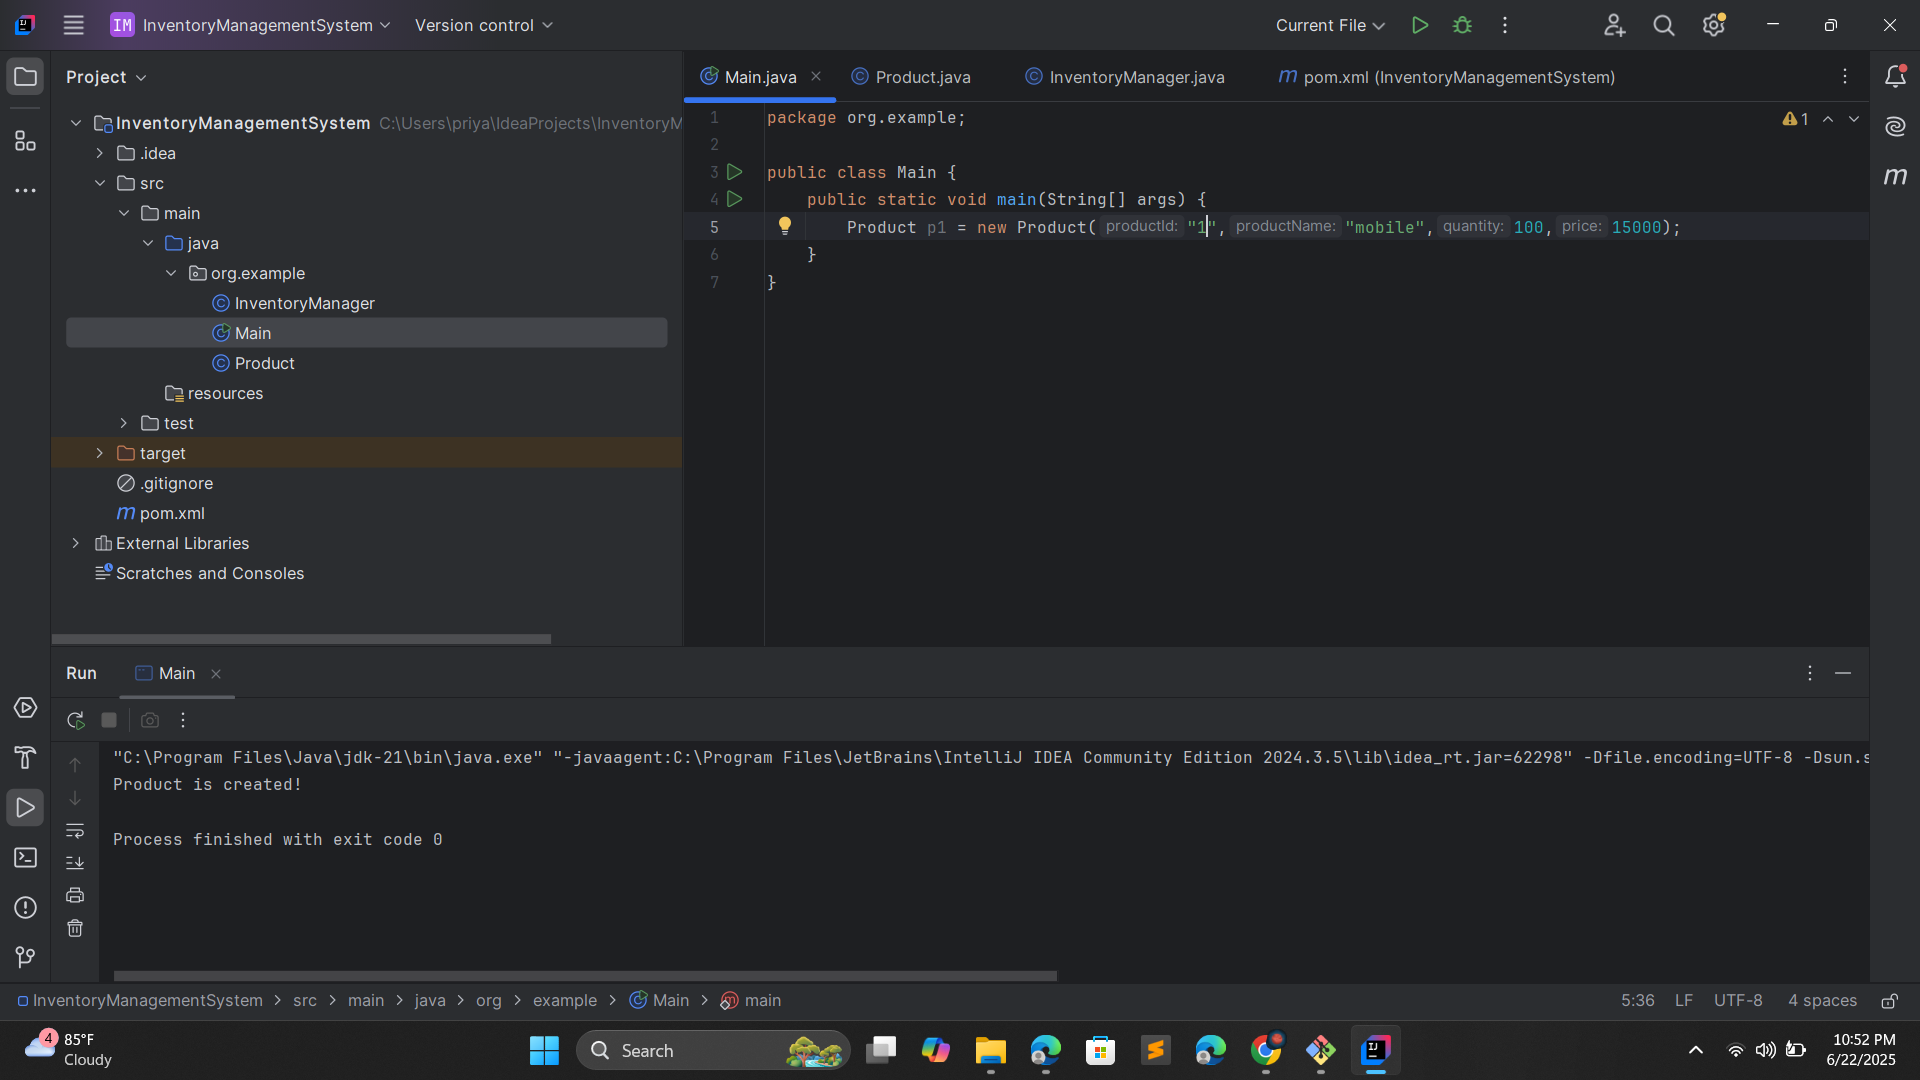 IM InventoryManagementSystem Version control Current File
Project
Main.java Product.java InventoryManager.java m pom.xml (InventoryManagementSystem)
InventoryManagementSystem C:\Users\priya\IdeaProjects\InventoryM
.idea
src
main
java
org.example
InventoryManager
Main
Product
resources
test
target
.gitignore
m pom.xml
External Libraries
Scratches and Consoles
1 package org.example;
2
3 public class Main {
4 public static void main(String[] args) {
5 Product p1 = new Product( productId: "1", productName: "mobile", quantity: 100, price: 15000);
6 }
7 }
1
m
Run Main
"C:\Program Files\Java\jdk-21\bin\java.exe" "-javaagent:C:\Program Files\JetBrains\IntelliJ IDEA Community Edition 2024.3.5\lib\idea_rt.jar=62298" -Dfile.encoding=UTF-8 -Dsun.s
Product is created!
Process finished with exit code 0
InventoryManagementSystem > src > main > java > org > example > Main > main 5:36 LF UTF-8 4 spaces
4 85°F
Cloudy
Search
10:52 PM
6/22/2025